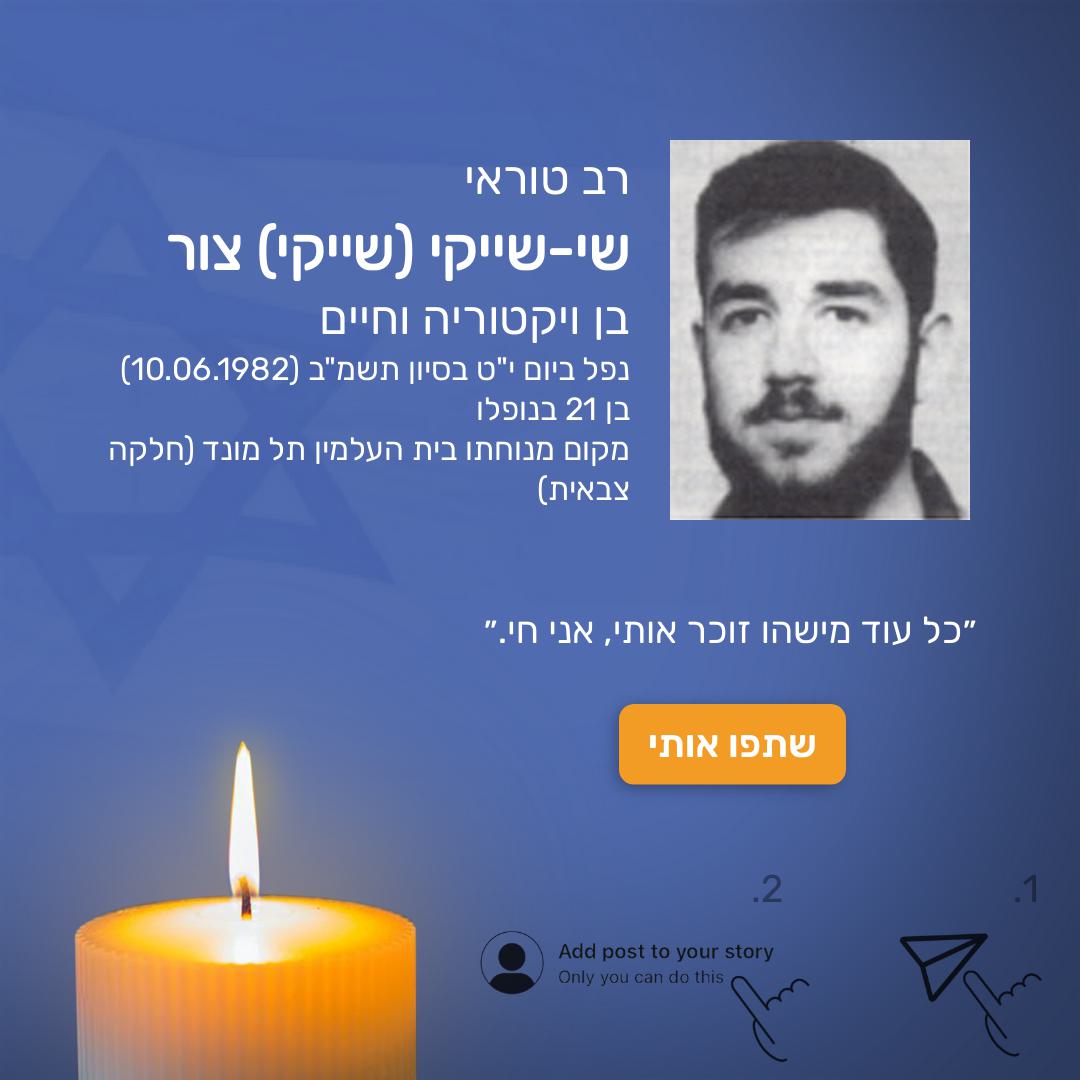 רב טוראי
שי-שייקי (שייקי) צור
בן ויקטוריה וחיים
נפל ביום י"ט בסיון תשמ"ב (10.06.1982)
בן 21 בנופלו
מקום מנוחתו בית העלמין תל מונד (חלקה
צבאית)
״כל עוד מישהו זוכר אותי, אני חי.״
שתפו אותי
1.
2.
Add post to your story
Only you can do this